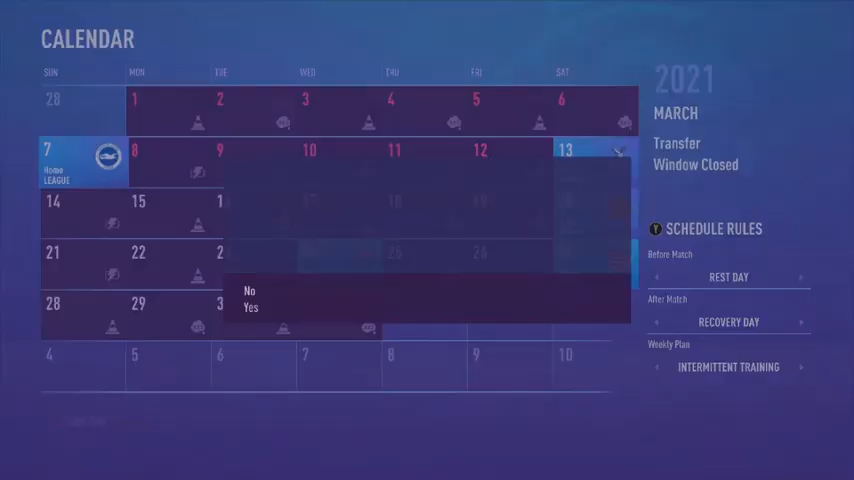 CALENDAR
SUN MON TUE WED THU FRI SAT
28 1 2 3 4 5 6
7 8 9 10 11 12 13
Home
LEAGUE
14 15
21 22
28 29
4 5 6 7 8 9 10
25 26
No
Yes
2021
MARCH
Transfer
Window Closed
Y SCHEDULE RULES
Before Match
REST DAY
After Match
RECOVERY DAY
Weekly Plan
INTERMITTENT TRAINING